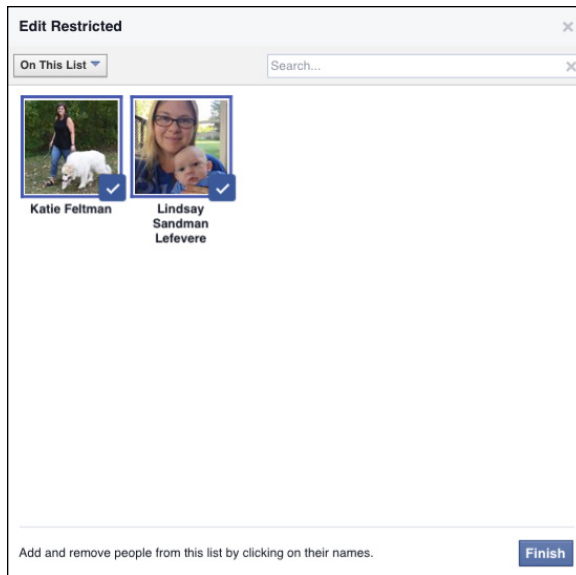 Edit Restricted
On This List
Search...
Katie Feltman
Lindsay
Sandman
Lefevere
Add and remove people from this list by clicking on their names.
Finish